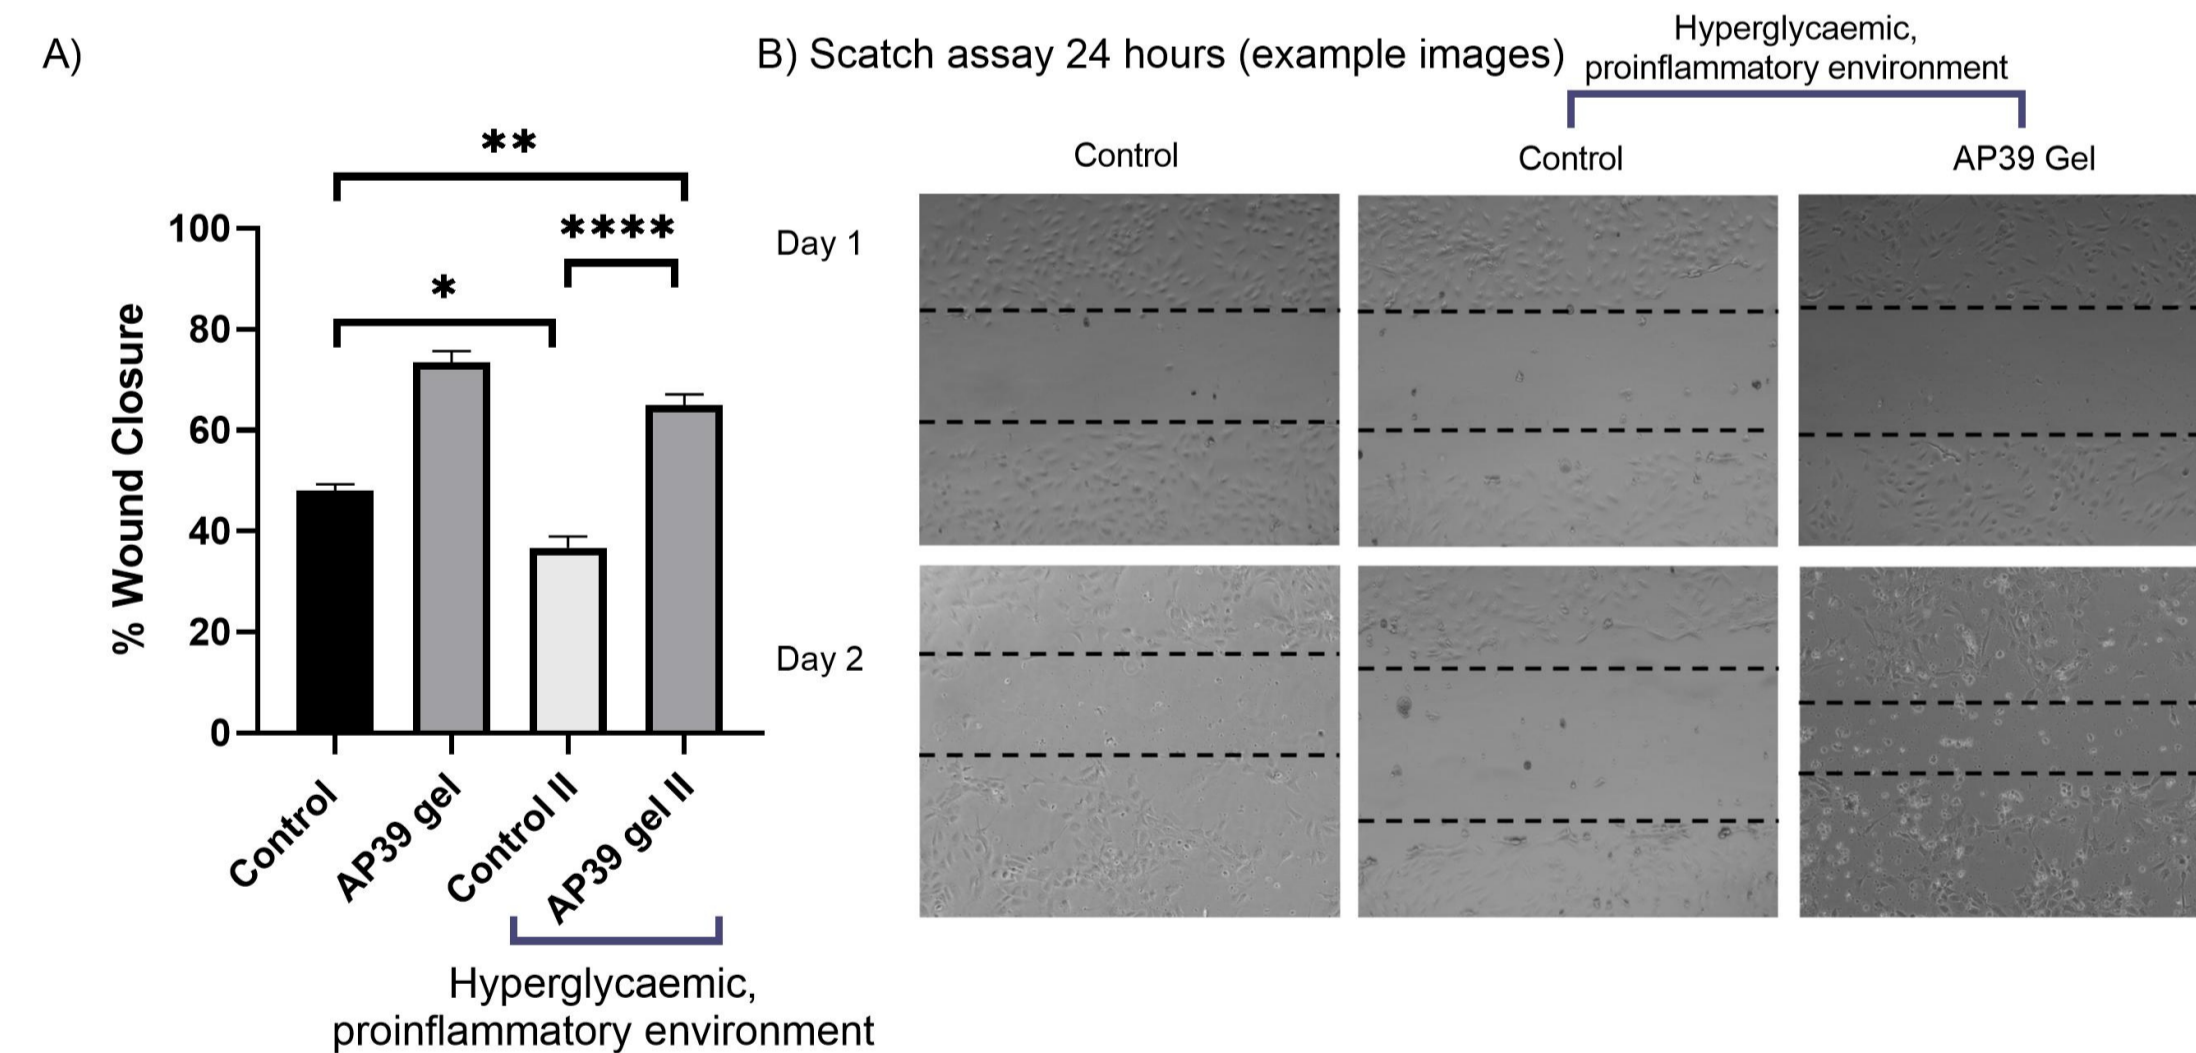 A)
**
****
*
100
80
60
40
20
0
% Wound Closure
Control
AP39 gel
Control II
AP39 gel II
Hyperglycaemic,
proinflammatory environment
B) Scatch assay 24 hours (example images)
Hyperglycaemic,
proinflammatory environment
Control
Control
AP39 Gel
Day 1
Day 2